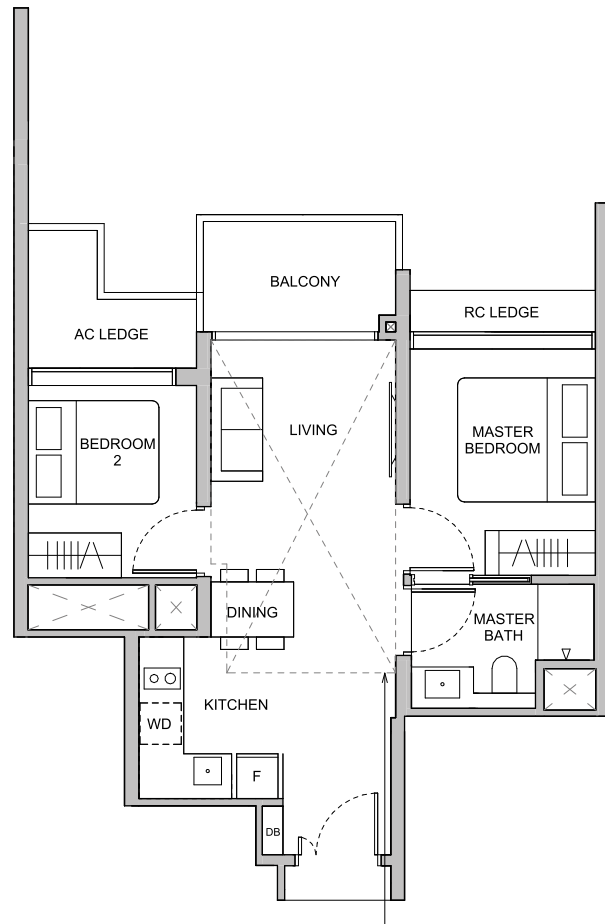 BALCONY
RC LEDGE
AC LEDGE
LIVING
BEDROOM
2
MASTER
BEDROOM
DINING
MASTER
BATH
KITCHEN
WD
F
DB